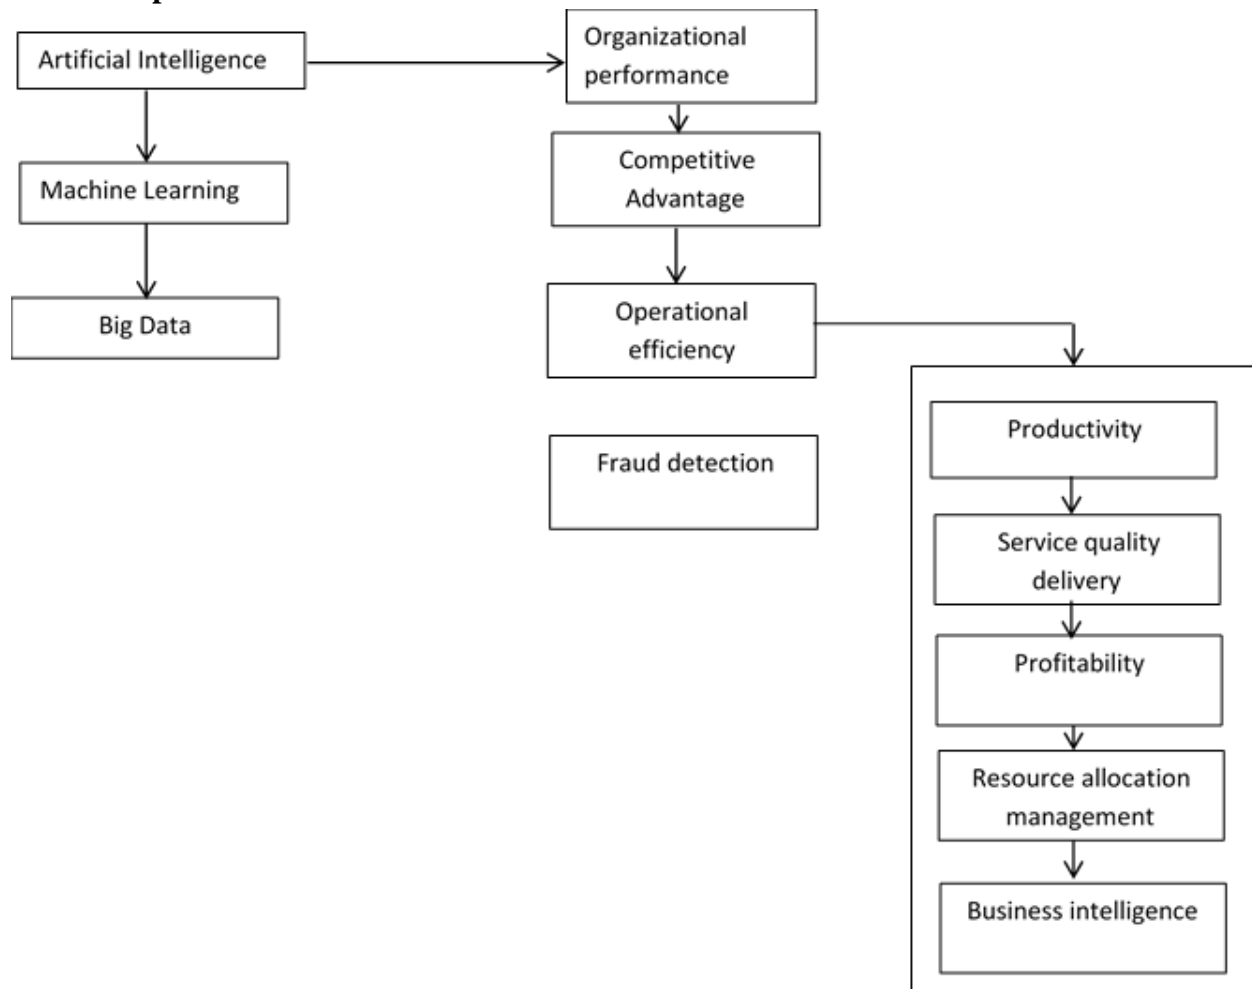 Artificial Intelligence
Organizational
performance
Competitive
Advantage
Machine Learning
Operational
efficiency
Big Data
Fraud detection
Productivity
Service quality
delivery
Profitability
Resource allocation
management
Business intelligence